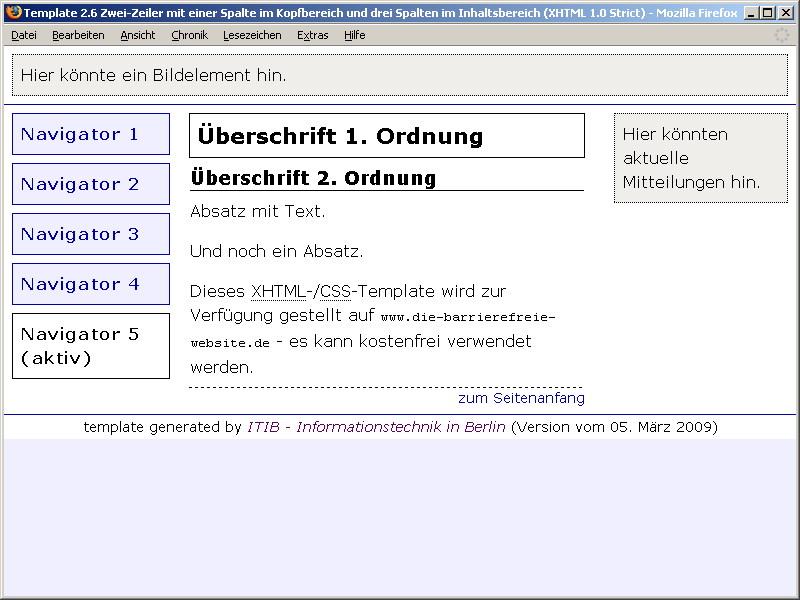 Template 2.6 Zwei-Zeiler mit einer Spalte im Kopfbereich und drei Spalten im Inhaltsbereich (XHTML 1.0 Strict) - Mozilla Firefox
Datei Bearbeiten Ansicht Chronik Lesezeichen Extras Hilfe
Hier könnte ein Bildelement hin.
Navigator 1
Navigator 2
Navigator 3
Navigator 4
Navigator 5
(aktiv)
Überschrift 1. Ordnung
Überschrift 2. Ordnung
Absatz mit Text.
Und noch ein Absatz.
Dieses XHTML-/CSS-Template wird zur
Verfügung gestellt auf www.die-barrierefreie-
website.de - es kann kostenfrei verwendet
werden.
zum Seitenanfang
Hier könnten
aktuelle
Mitteilungen hin.
template generated by ITIB - Informationstechnik in Berlin (Version vom 05. März 2009)